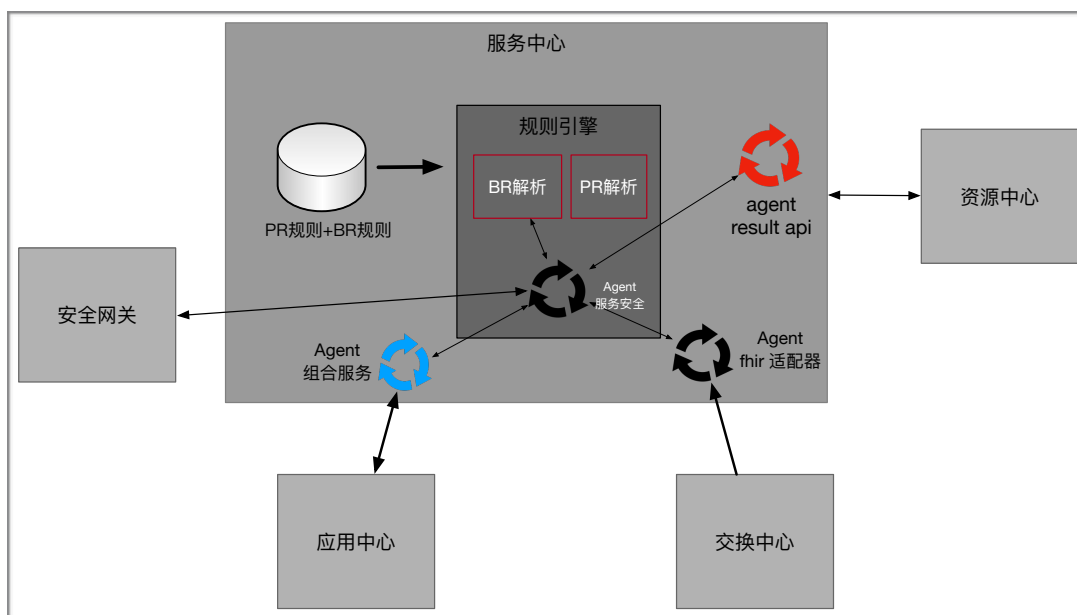 服务中心
规则引擎
BR解析
PR解析
PR规则+BR规则
agent
result api
资源中心
安全网关
Agent
服务安全
Agent
组合服务
Agent
fhir 适配器
应用中心
交换中心